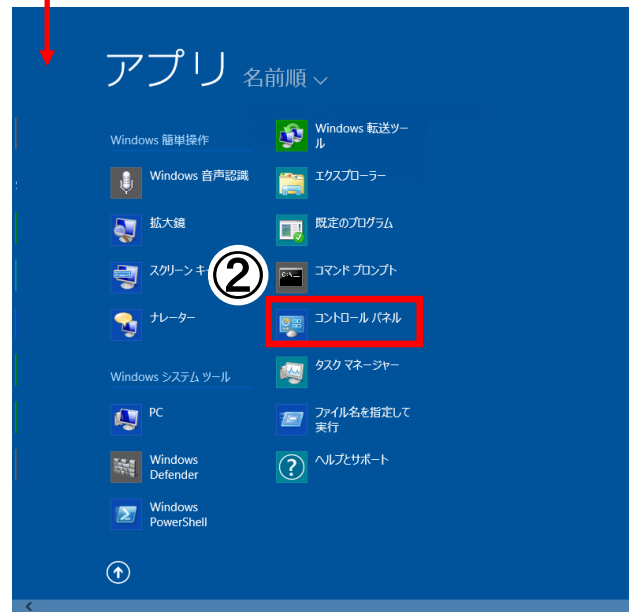 アプリ 名前順
Windows 簡単操作
Windows 音声認識
拡大鏡
スクリーン キ
ナレーター
Windows システム ツール
PC
Windows
Defender
Windows
PowerShell
Windows 転送ツー
ル
エクスプローラー
既定のプログラム
②
コマンド プロンプト
コントロール パネル
タスク マネージャー
ファイル名を指定して
実行
ヘルプとサポート